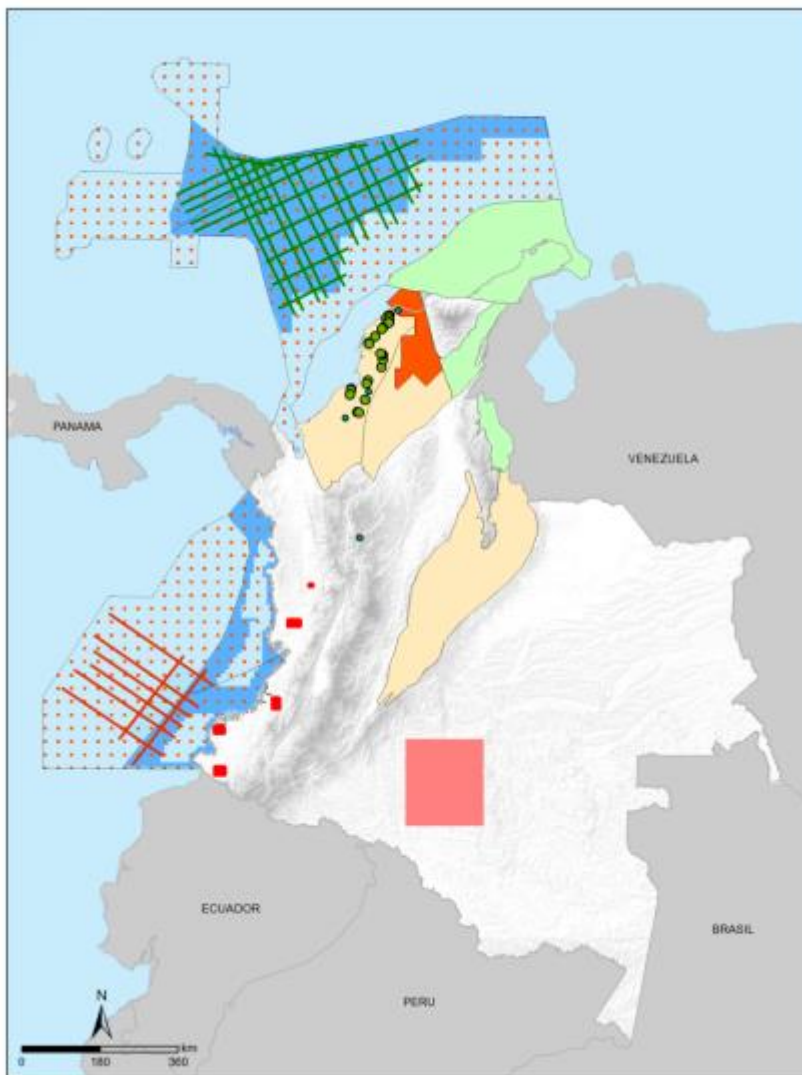 PANAMA
VENEZUELA
ECUADOR
BRASIL
PERU
N
km
0 180 360